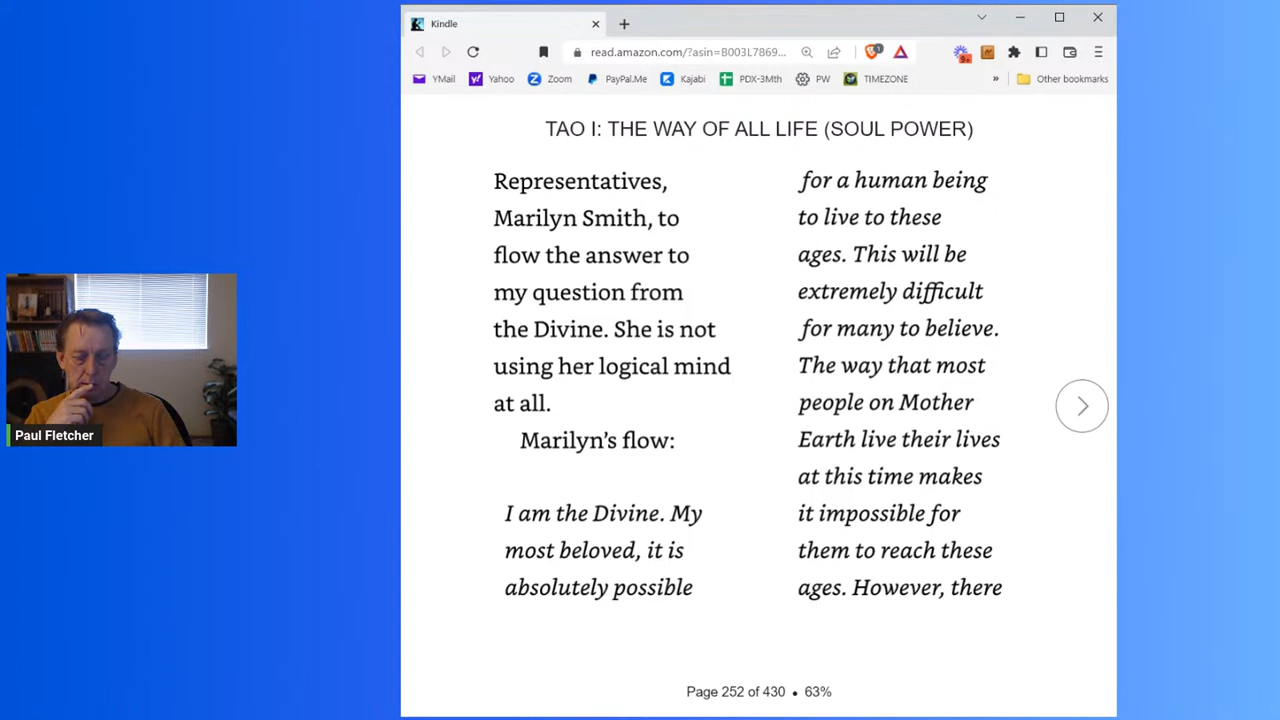 Kindle
read.amazon.com/?asin=B003L7869...
1
9+
YMail
Yahoo
Zoom
PayPal.Me
Kajabi
PDX-3Mth
PW
TIMEZONE
»
Other bookmarks
TAO I: THE WAY OF ALL LIFE (SOUL POWER)
Representatives,
Marilyn Smith, to
flow the answer to
my question from
the Divine. She is not
using her logical mind
at all.
Marilyn’s flow:
I am the Divine. My
most beloved, it is
absolutely possible
for a human being
to live to these
ages. This will be
extremely difficult
for many to believe.
The way that most
people on Mother
Earth live their lives
at this time makes
it impossible for
them to reach these
ages. However, there
Page 252 of 430 • 63%
Paul Fletcher